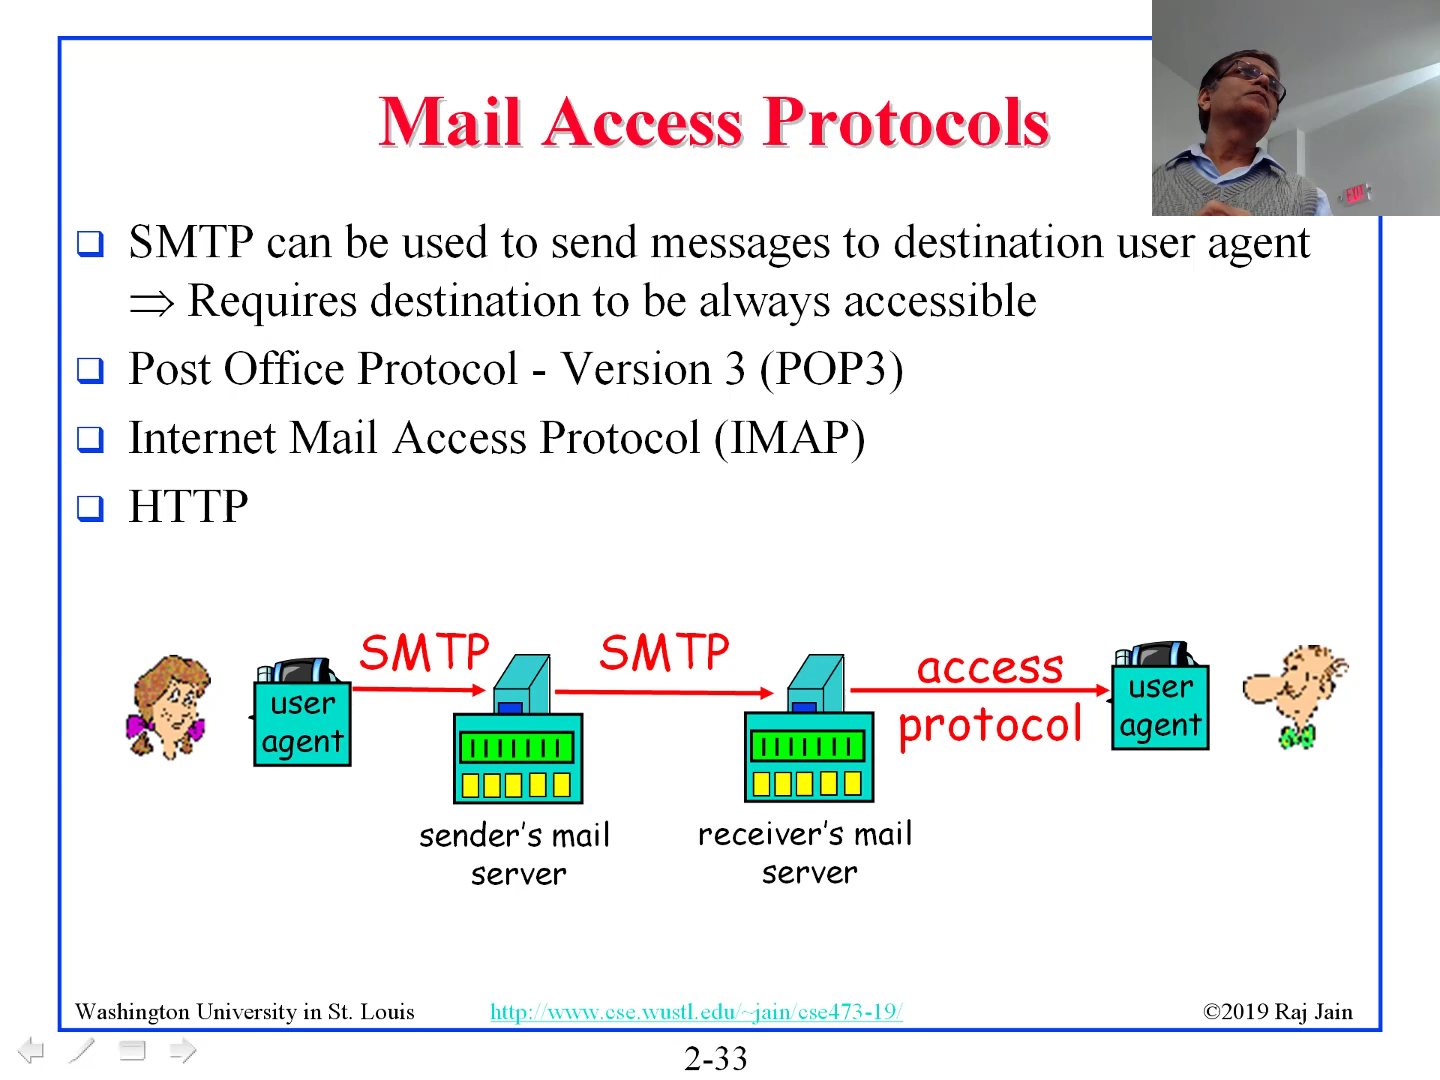 Mail Access Protocols
SMTP can be used to send messages to destination user agent
⇒ Requires destination to be always accessible
Post Office Protocol - Version 3 (POP3)
Internet Mail Access Protocol (IMAP)
HTTP
SMTP
SMTP
access
protocol
user
agent
user
agent
sender's mail
server
receiver's mail
server
Washington University in St. Louis
http://www.cse.wustl.edu/~jain/cse473-19/
©2019 Raj Jain
2-33